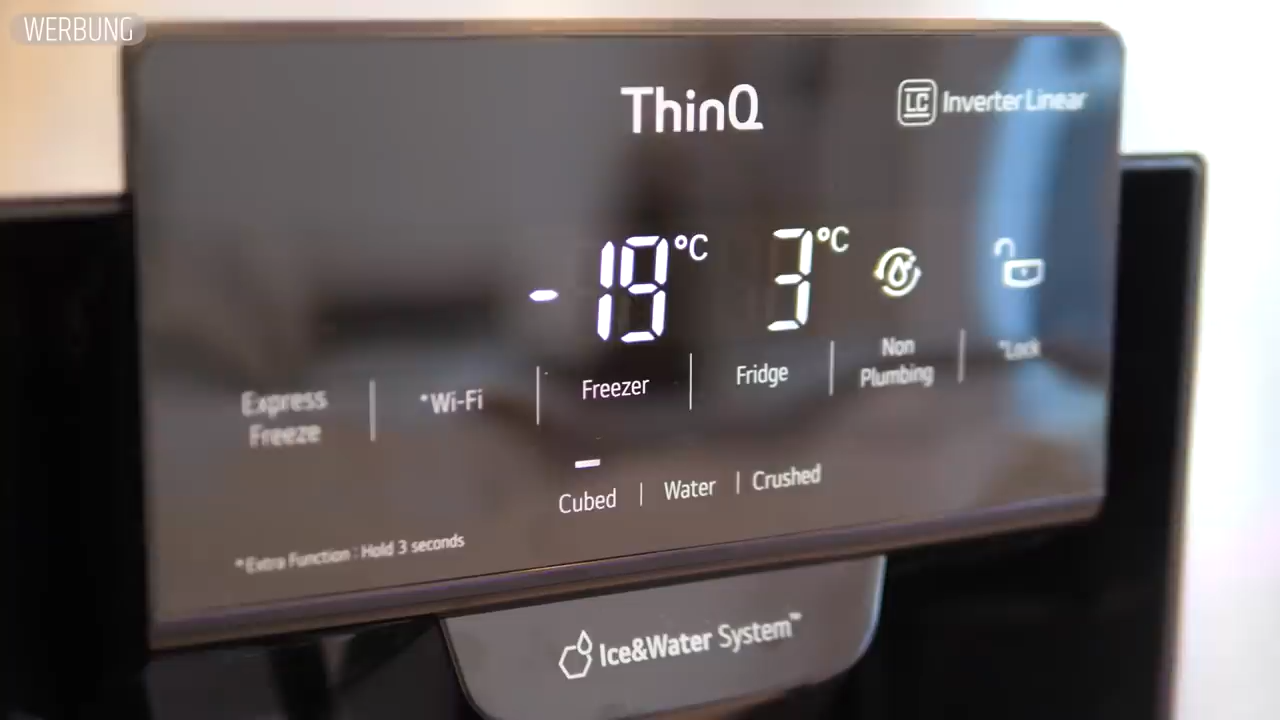 WERBUNG
ThinQ
LC Inverter Linear
-19°C
3°C
Express
Freeze
*Wi-Fi
Freezer
Fridge
Non
Plumbing
*Lock
Cubed | Water | Crushed
*Extra Function : Hold 3 seconds
Ice&Water System™